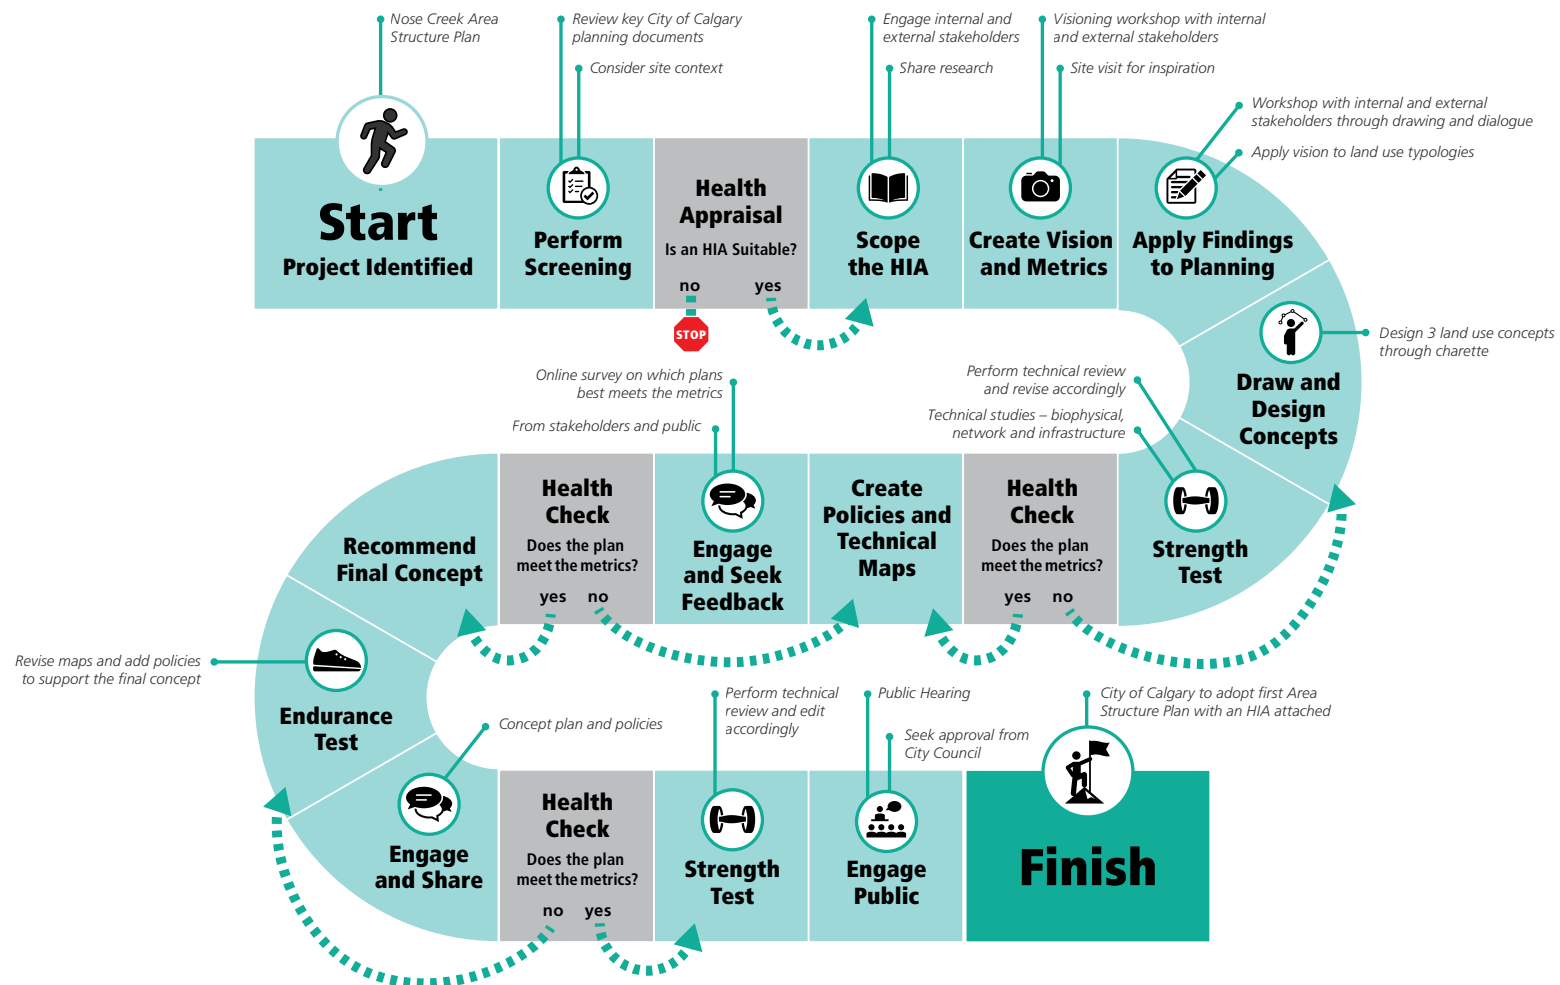 Nose Creek Area
Structure Plan
Review key City of Calgary
planning documents
Consider site context
Engage internal and
external stakeholders
Share research
Visioning workshop with internal
and external stakeholders
Site visit for inspiration
Workshop with internal and external
stakeholders through drawing and dialogue
Apply vision to land use typologies
Start
Project Identified
Perform
Screening
Health
Appraisal
Is an HIA Suitable?
no yes
STOP
Scope
the HIA
Create Vision
and Metrics
Apply Findings
to Planning
Design 3 land use concepts
through charette
Draw and
Design
Concepts
Perform technical review
and revise accordingly
Technical studies – biophysical,
network and infrastructure
Strength
Test
Health
Check
Does the plan
meet the metrics?
yes no
Create
Policies and
Technical
Maps
Online survey on which plans
best meets the metrics
From stakeholders and public
Engage
and Seek
Feedback
Health
Check
Does the plan
meet the metrics?
yes no
Recommend
Final Concept
Revise maps and add policies
to support the final concept
Endurance
Test
Concept plan and policies
Engage
and Share
Health
Check
Does the plan
meet the metrics?
no yes
Perform technical
review and edit
accordingly
Strength
Test
Public Hearing
Seek approval from
City Council
Engage
Public
City of Calgary to adopt first Area
Structure Plan with an HIA attached
Finish